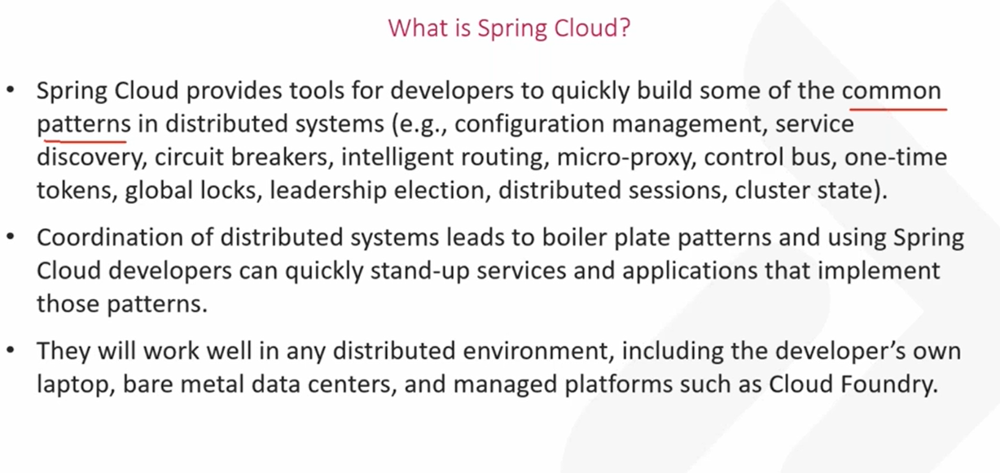 What is Spring Cloud?
• Spring Cloud provides tools for developers to quickly build some of the common
patterns in distributed systems (e.g., configuration management, service
discovery, circuit breakers, intelligent routing, micro-proxy, control bus, one-time
tokens, global locks, leadership election, distributed sessions, cluster state).
• Coordination of distributed systems leads to boiler plate patterns and using Spring
Cloud developers can quickly stand-up services and applications that implement
those patterns.
• They will work well in any distributed environment, including the developer’s own
laptop, bare metal data centers, and managed platforms such as Cloud Foundry.